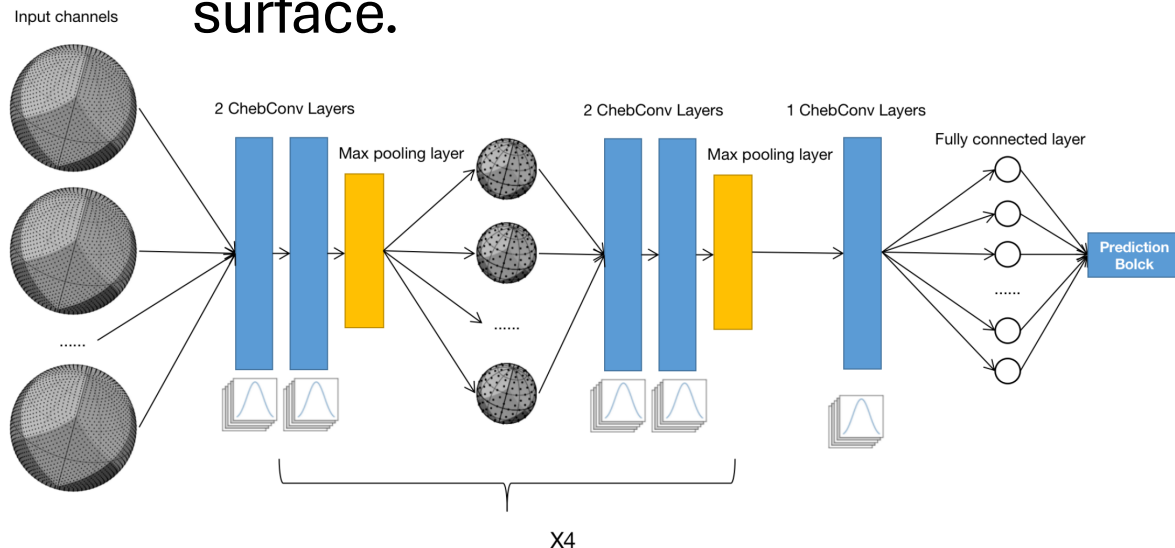 surface.
Input channels
2 ChebConv Layers
Max pooling layer
2 ChebConv Layers
Max pooling layer
1 ChebConv Layers
Fully connected layer
Prediction
Bolck
......
......
......
X4